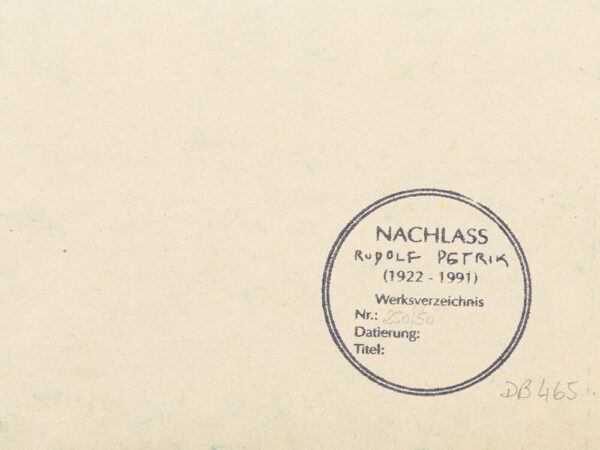 NACHLASS
RUDOLF PETRIK
(1922 - 1991)
Werksverzeichnis
Nr.: 250/50
Datierung:
Titel:
DB 465